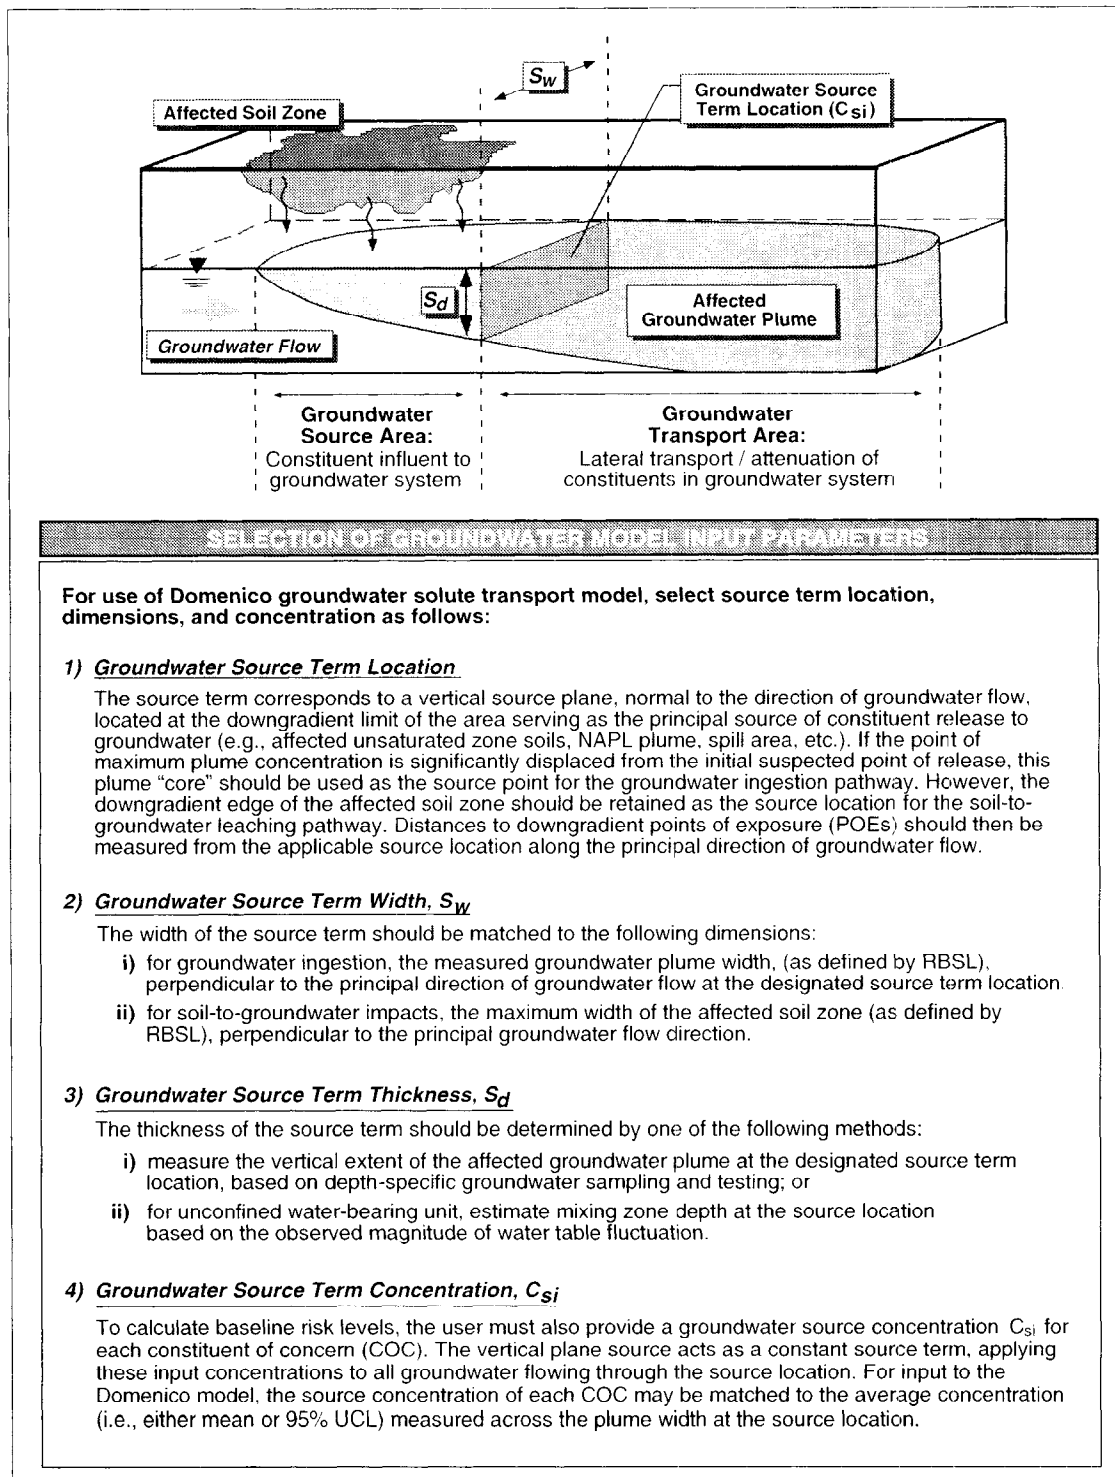 Sw
Affected Soil Zone
Groundwater Source
Term Location (Csi)
Sd
Affected
Groundwater Plume
Groundwater Flow
Groundwater
Source Area:
Constituent influent to
groundwater system
Groundwater
Transport Area:
Lateral transport / attenuation of
constituents in groundwater system
SELECTION OF GROUNDWATER MODEL INPUT PARAMETERS
For use of Domenico groundwater solute transport model, select source term location,
dimensions, and concentration as follows:
1) Groundwater Source Term Location
The source term corresponds to a vertical source plane, normal to the direction of groundwater flow,
located at the downgradient limit of the area serving as the principal source of constituent release to
groundwater (e.g., affected unsaturated zone soils, NAPL plume, spill area, etc.). If the point of
maximum plume concentration is significantly displaced from the initial suspected point of release, this
plume “core” should be used as the source point for the groundwater ingestion pathway. However, the
downgradient edge of the affected soil zone should be retained as the source location for the soil-to-
groundwater leaching pathway. Distances to downgradient points of exposure (POEs) should then be
measured from the applicable source location along the principal direction of groundwater flow.
2) Groundwater Source Term Width, Sw
The width of the source term should be matched to the following dimensions:
i) for groundwater ingestion, the measured groundwater plume width, (as defined by RBSL),
perpendicular to the principal direction of groundwater flow at the designated source term location.
ii) for soil-to-groundwater impacts, the maximum width of the affected soil zone (as defined by
RBSL), perpendicular to the principal groundwater flow direction.
3) Groundwater Source Term Thickness, Sd
The thickness of the source term should be determined by one of the following methods:
i) measure the vertical extent of the affected groundwater plume at the designated source term
location, based on depth-specific groundwater sampling and testing; or
ii) for unconfined water-bearing unit, estimate mixing zone depth at the source location
based on the observed magnitude of water table fluctuation.
4) Groundwater Source Term Concentration, Csi
To calculate baseline risk levels, the user must also provide a groundwater source concentration Csi for
each constituent of concern (COC). The vertical plane source acts as a constant source term, applying
these input concentrations to all groundwater flowing through the source location. For input to the
Domenico model, the source concentration of each COC may be matched to the average concentration
(i.e., either mean or 95% UCL) measured across the plume width at the source location.